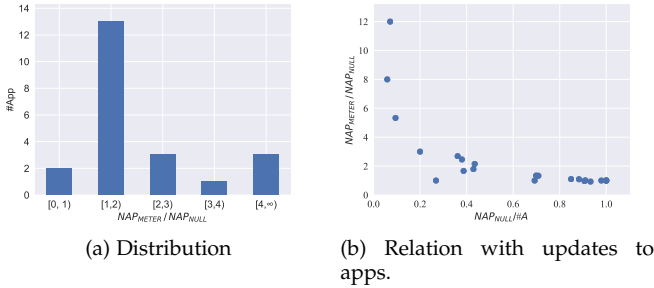 14
12
10
8
6
4
2
0
#App
[0, 1) [1,2) [2,3) [3,4) [4,∞)
NAP_METER / NAP_NULL
(a) Distribution
12
10
8
6
4
2
0
NAP_METER / NAP_NULL
0.0 0.2 0.4 0.6 0.8 1.0
NAP_NULL/#A
(b) Relation with updates to
apps.